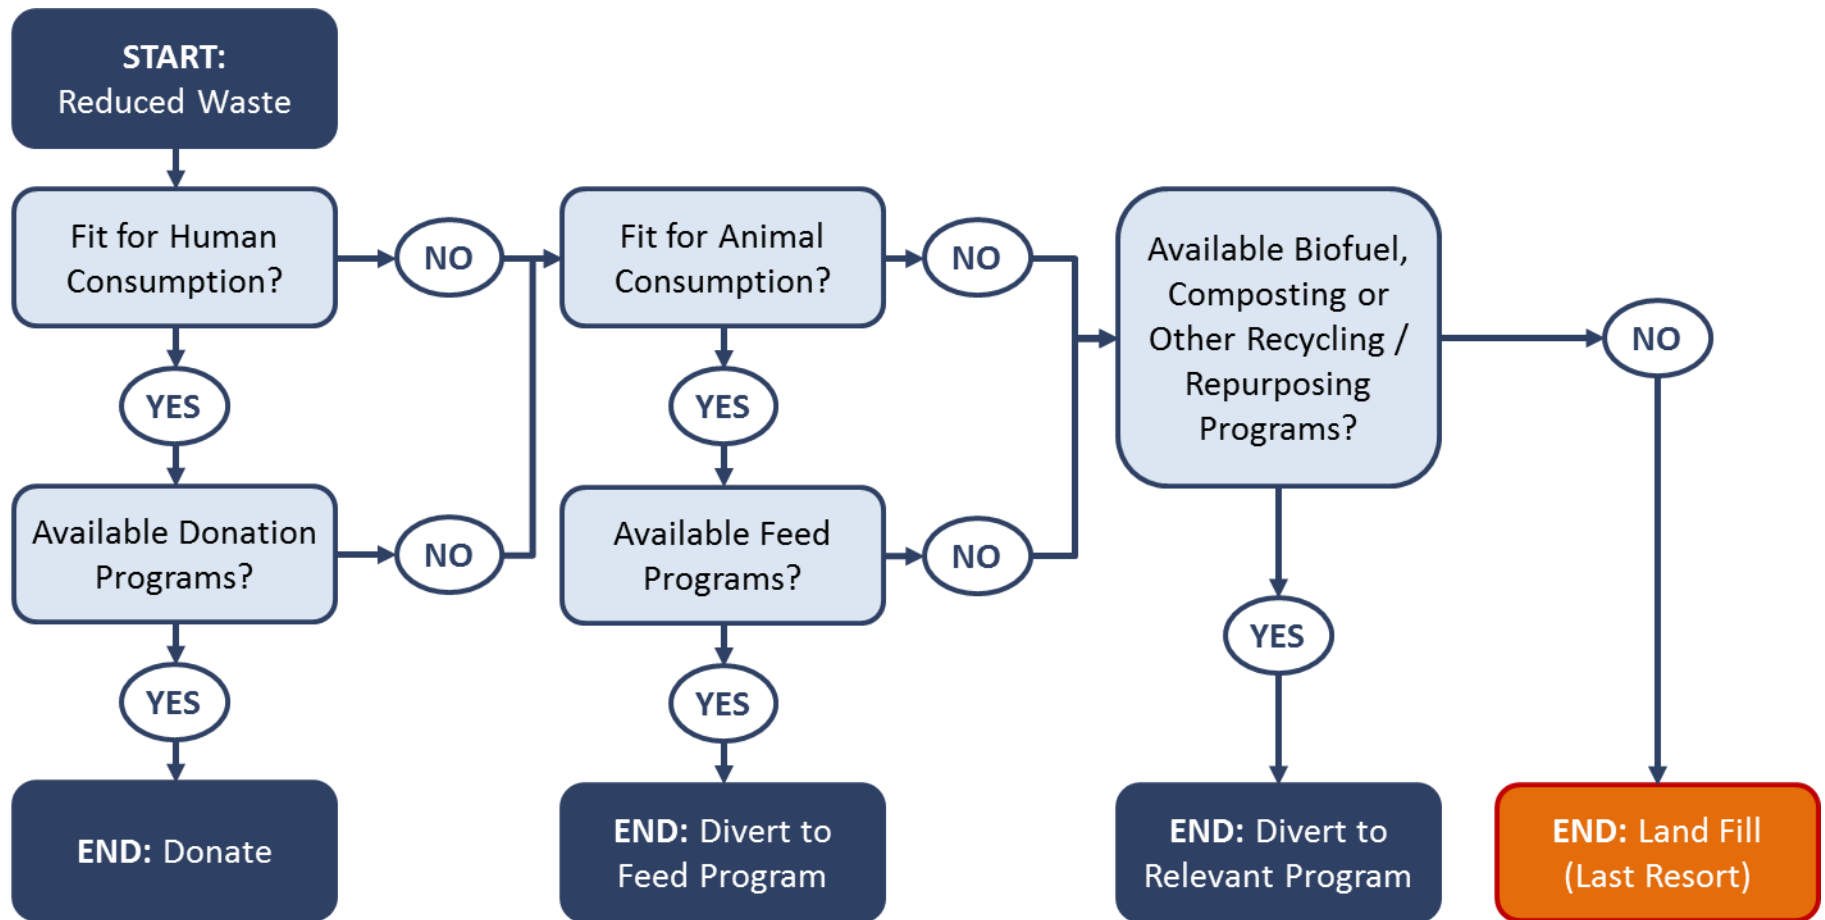 START:
Reduced Waste
Fit for Human
Consumption?
NO
YES
Available Donation
Programs?
NO
YES
END: Donate
Fit for Animal
Consumption?
NO
YES
Available Feed
Programs?
NO
YES
END: Divert to
Feed Program
Available Biofuel,
Composting or
Other Recycling /
Repurposing
Programs?
NO
YES
END: Divert to
Relevant Program
END: Land Fill
(Last Resort)